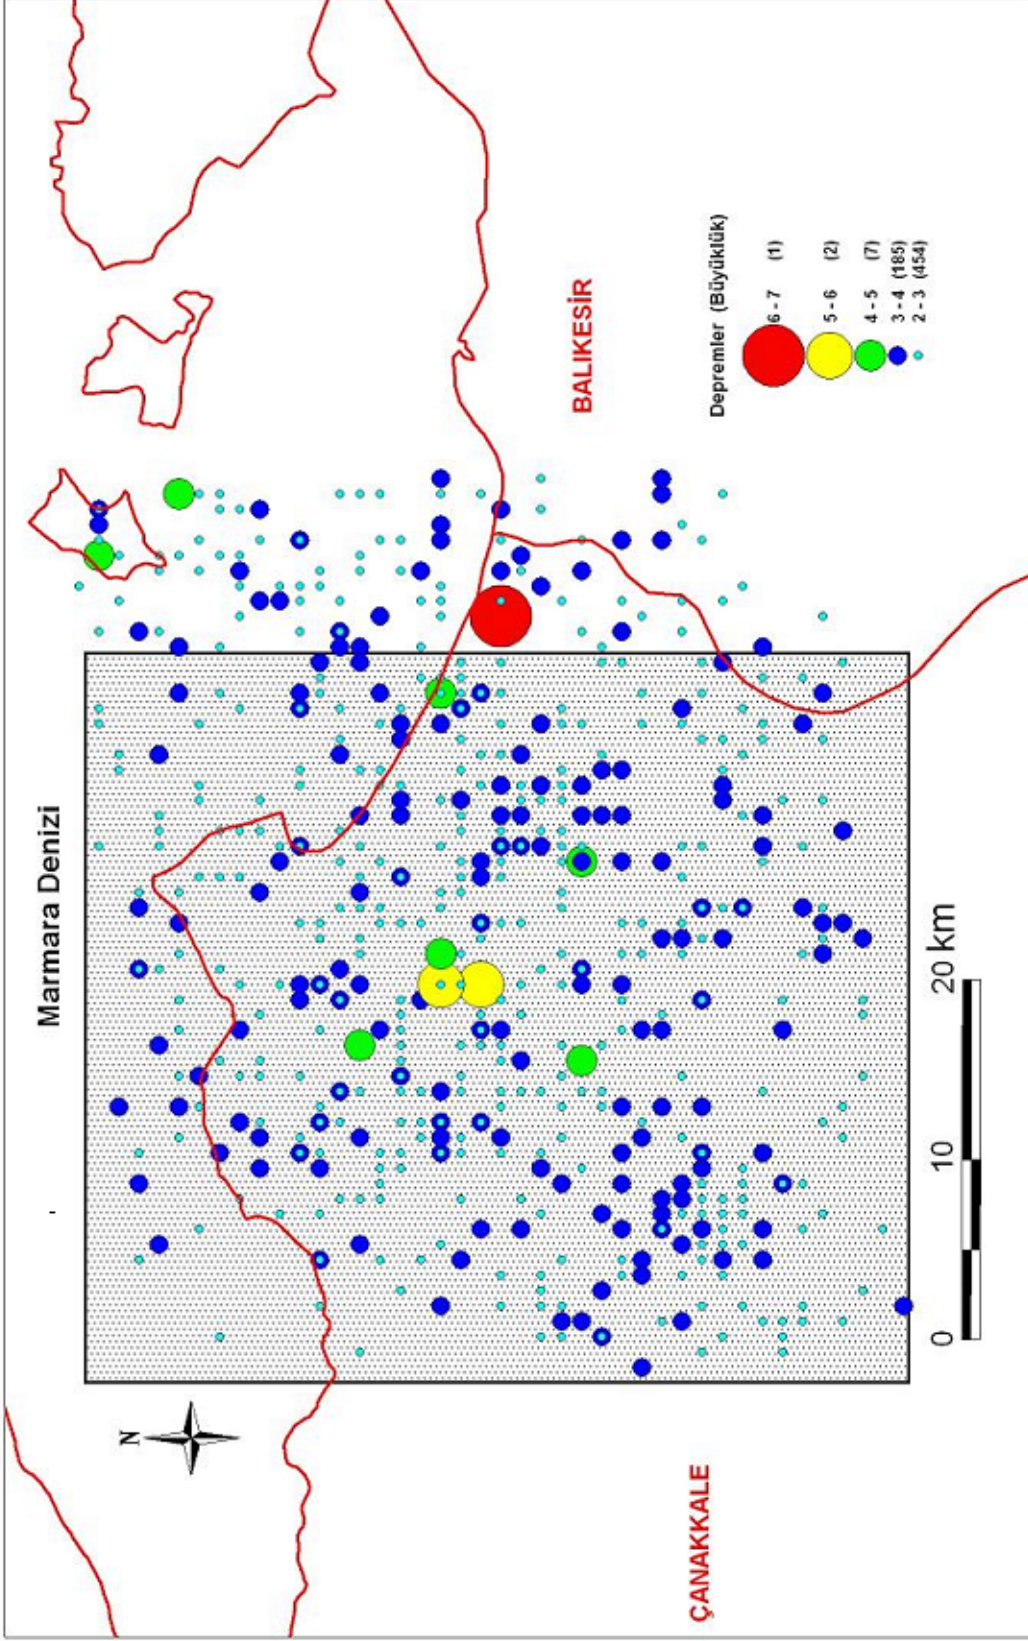 Marmara Denizi
N
BALIKESİR
Depremler (Büyüklük)
6 - 7 (1)
5 - 6 (2)
4 - 5 (7)
3 - 4 (185)
2 - 3 (454)
ÇANAKKALE
0 10 20 km